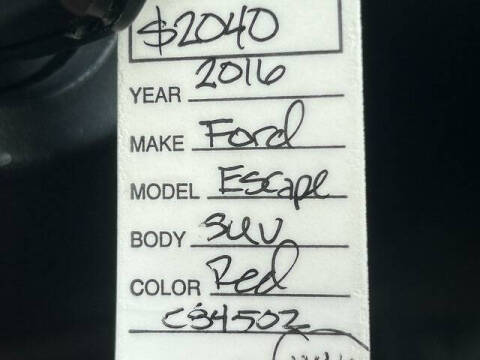 $2040
YEAR 2016
MAKE Ford
MODEL Escape
BODY SUV
COLOR Red
C34502